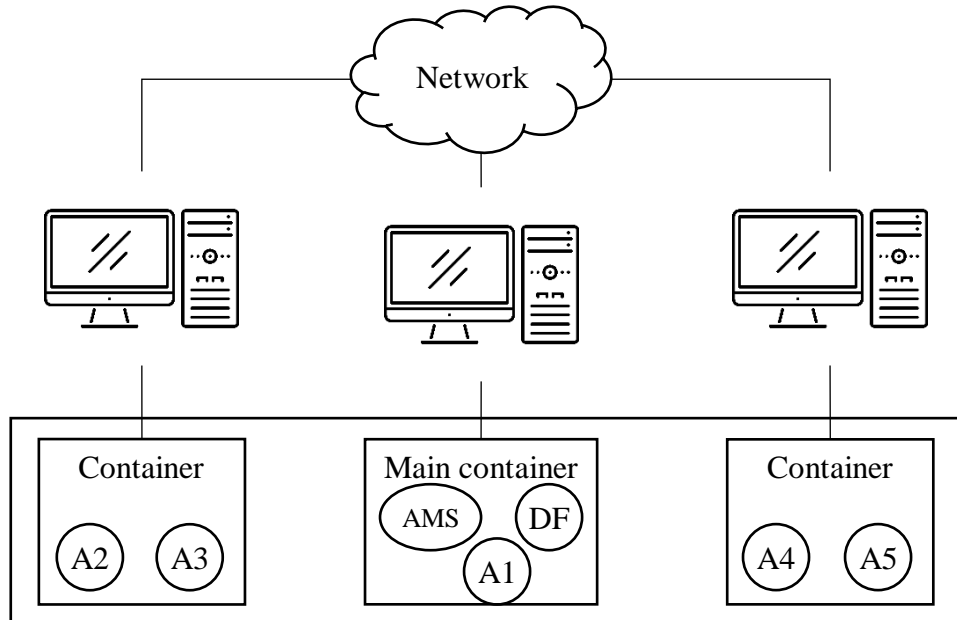 Network
Container
Main container
Container
AMS
DF
A2
A3
A1
A4
A5